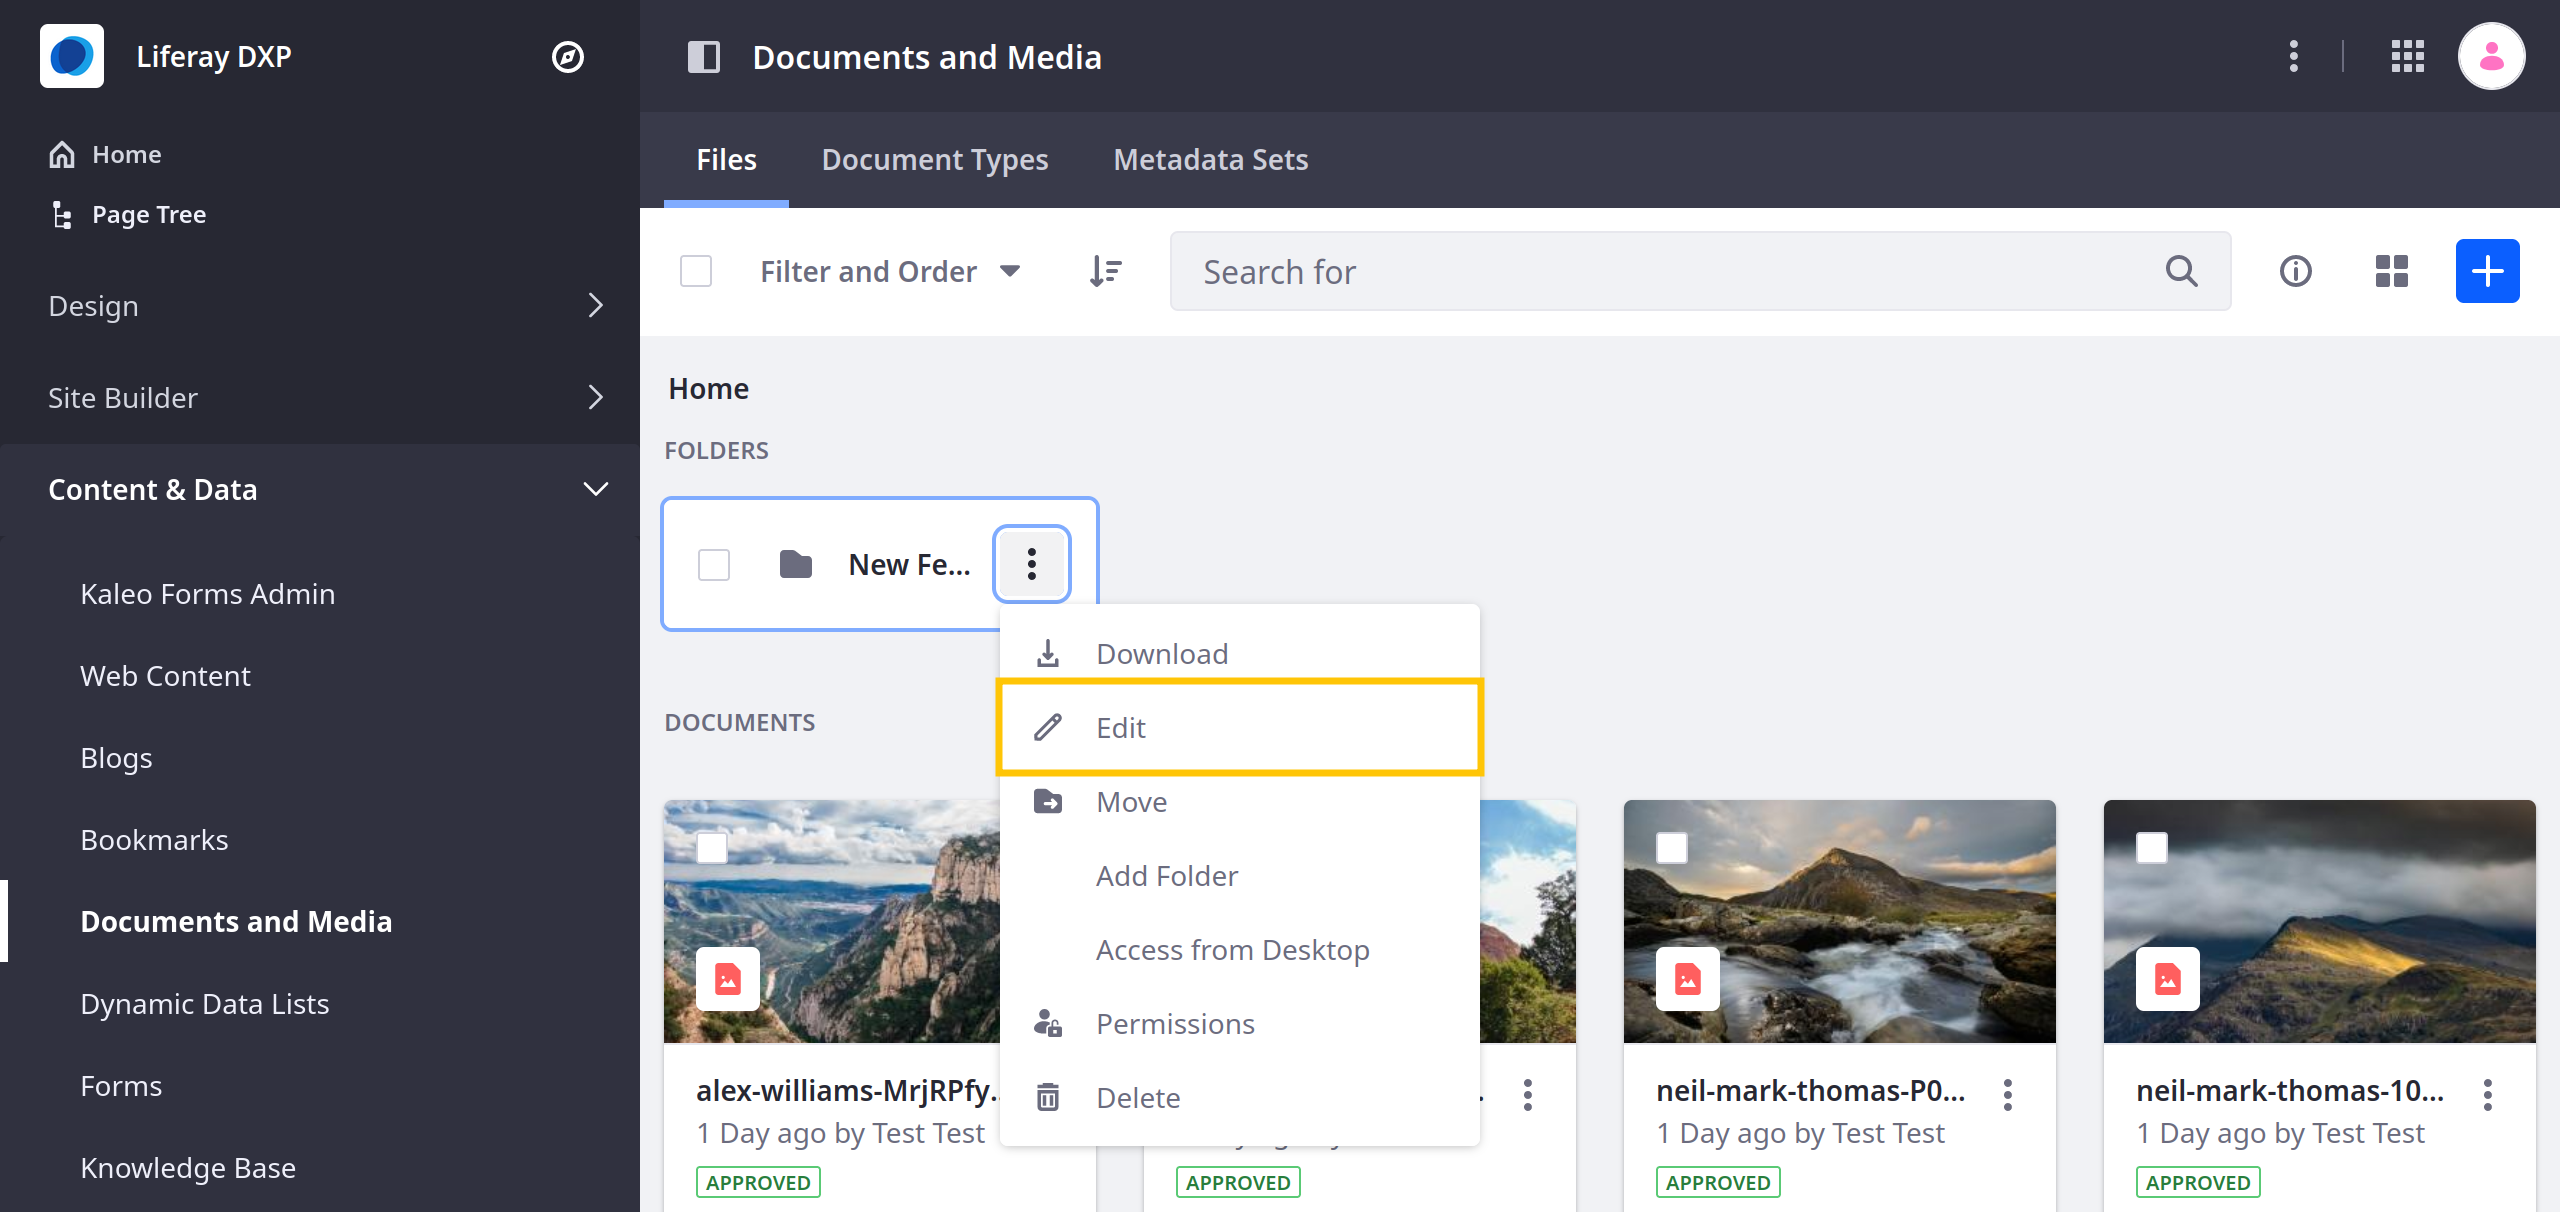 Liferay DXP
Home
Page Tree
Design
Site Builder
Content & Data
Kaleo Forms Admin
Web Content
Blogs
Bookmarks
Documents and Media
Dynamic Data Lists
Forms
Knowledge Base
Documents and Media
Files Document Types Metadata Sets
Filter and Order Search for
Home
FOLDERS
New Fe...
Download
Edit
Move
Add Folder
Access from Desktop
Permissions
Delete
DOCUMENTS
alex-williams-MrjRPfy...
1 Day ago by Test Test
APPROVED
APPROVED
neil-mark-thomas-P0...
1 Day ago by Test Test
APPROVED
neil-mark-thomas-10...
1 Day ago by Test Test
APPROVED